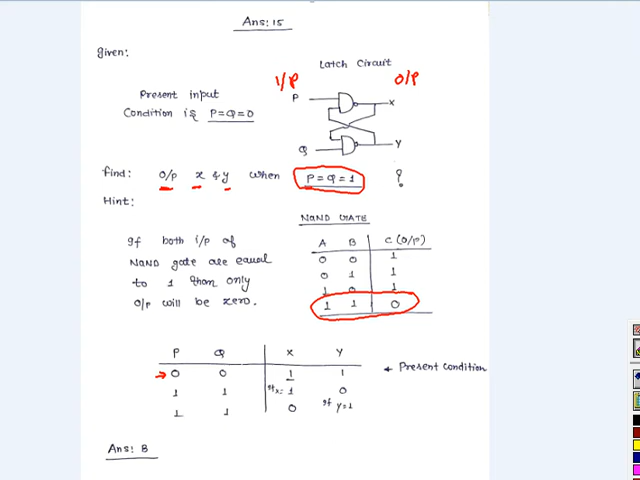 Ans: 15
given:
Latch Circuit
I/P O/P
Present input
Condition is P=Q=0
P X
Q Y
find: O/P x & y when P=Q=1 ?
Hint:
NAND GATE
If both i/p of
NAND gate are equal
to 1 than only
O/P will be zero.
A B C (O/P)
0 0 1
0 1 1
1 0 1
1 1 0
P Q X Y
→ 0 0 1 1 ← Present Condition
1 1 If x= 1 0
1 1 0 If y=1
Ans: B